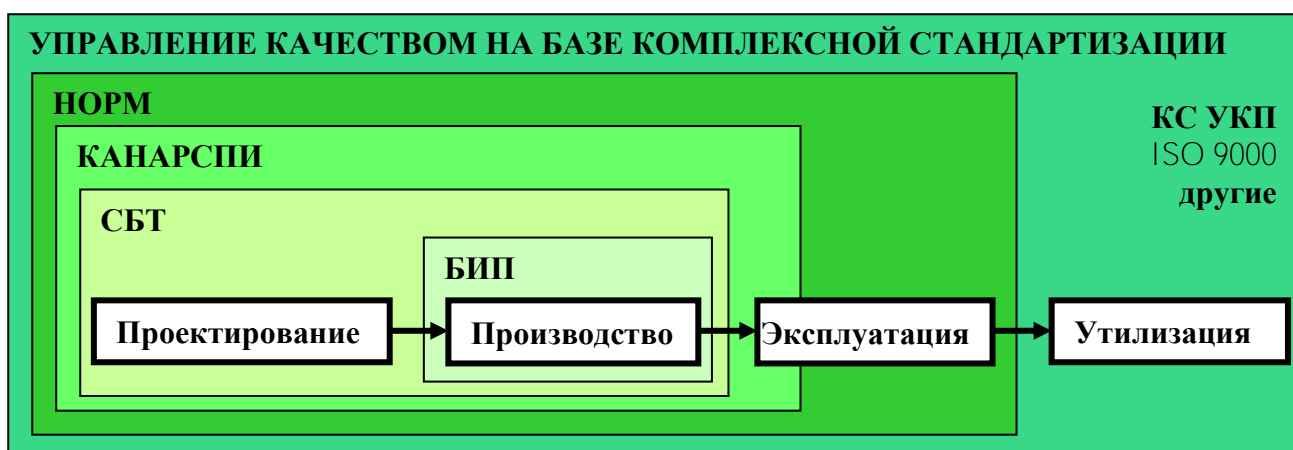 УПРАВЛЕНИЕ КАЧЕСТВОМ НА БАЗЕ КОМПЛЕКСНОЙ СТАНДАРТИЗАЦИИ
НОРМ
КС УКП
ISO 9000
другие
КАНАРСПИ
СБТ
БИП
Проектирование
Производство
Эксплуатация
Утилизация